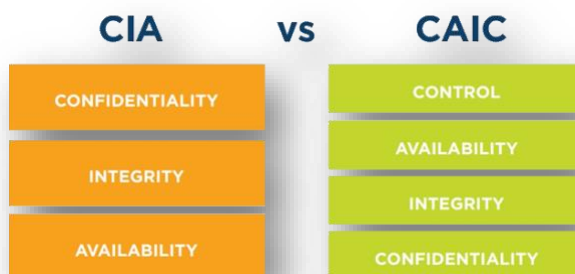 CIA vs CAIC
CONFIDENTIALITY
INTEGRITY
AVAILABILITY
CONTROL
AVAILABILITY
INTEGRITY
CONFIDENTIALITY